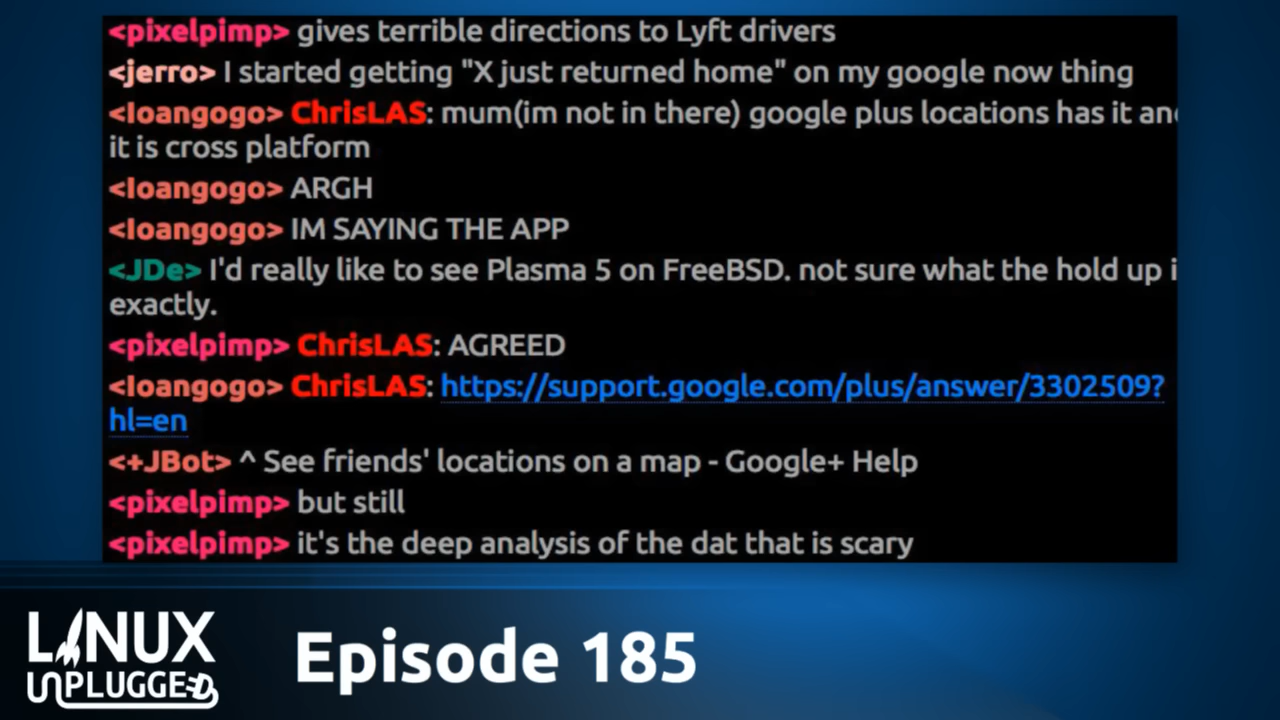 <pixelpimp> gives terrible directions to Lyft drivers
<jerro> I started getting "X just returned home" on my google now thing
<loangogo> ChrisLAS: mum(im not in there) google plus locations has it an
it is cross platform
<loangogo> ARGH
<loangogo> IM SAYING THE APP
<JDe> I'd really like to see Plasma 5 on FreeBSD. not sure what the hold up i
exactly.
<pixelpimp> ChrisLAS: AGREED
<loangogo> ChrisLAS: https://support.google.com/plus/answer/3302509?
hl=en
<+JBot> ^ See friends' locations on a map - Google+ Help
<pixelpimp> but still
<pixelpimp> it's the deep analysis of the dat that is scary
LINUX
UNPLUGGED
Episode 185